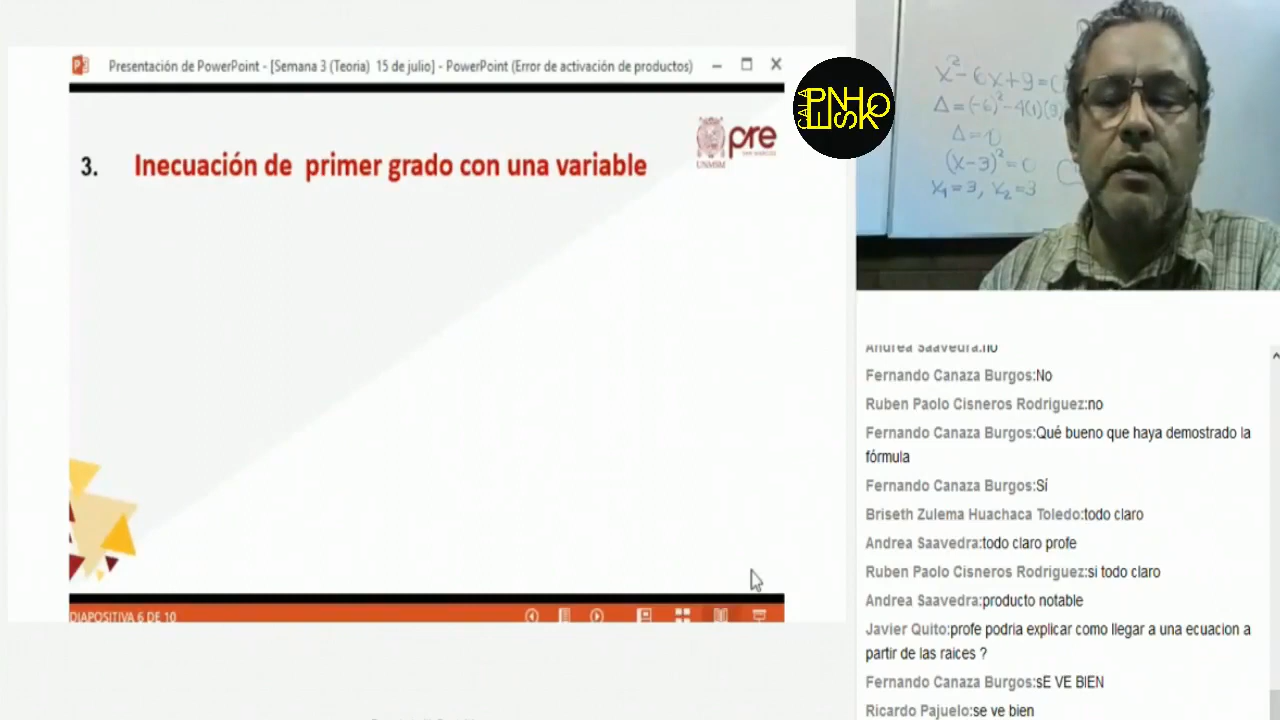 Presentación de PowerPoint - [Semana 3 (Teoria) 15 de julio] - PowerPoint (Error de activación de productos)
pre
UNMSM
3. Inecuación de primer grado con una variable
DIAPOSITIVA 6 DE 10
x² - 6x + 9 = 0
Δ = (-6)² - 4(1)(9)
Δ = 0
(x-3)² = 0
x₁ = 3, x₂ = 3
Andrea Saavedra:no
Fernando Canaza Burgos:No
Ruben Paolo Cisneros Rodriguez:no
Fernando Canaza Burgos:Qué bueno que haya demostrado la
fórmula
Fernando Canaza Burgos:Sí
Briseth Zulema Huachaca Toledo:todo claro
Andrea Saavedra:todo claro profe
Ruben Paolo Cisneros Rodriguez:si todo claro
Andrea Saavedra:producto notable
Javier Quito:profe podria explicar como llegar a una ecuacion a
partir de las raices ?
Fernando Canaza Burgos:sE VE BIEN
Ricardo Pajuelo:se ve bien